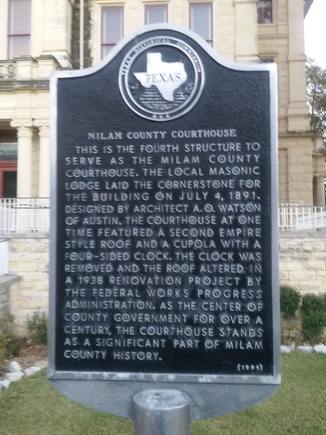 TEXAS HISTORICAL COMMISSION
TEXAS
MILAM COUNTY COURTHOUSE
THIS IS THE FOURTH STRUCTURE TO
SERVE AS THE MILAM COUNTY
COURTHOUSE. THE LOCAL MASONIC
LODGE LAID THE CORNERSTONE FOR
THE BUILDING ON JULY 4, 1891.
DESIGNED BY ARCHITECT A.O. WATSON
OF AUSTIN, THE COURTHOUSE AT ONE
TIME FEATURED A SECOND EMPIRE
STYLE ROOF AND A CUPOLA WITH A
FOUR-SIDED CLOCK. THE CLOCK WAS
REMOVED AND THE ROOF ALTERED IN
A 1938 RENOVATION PROJECT BY
THE FEDERAL WORKS PROGRESS
ADMINISTRATION. AS THE CENTER OF
COUNTY GOVERNMENT FOR OVER A
CENTURY, THE COURTHOUSE STANDS
AS A SIGNIFICANT PART OF MILAM
COUNTY HISTORY.
(1991)